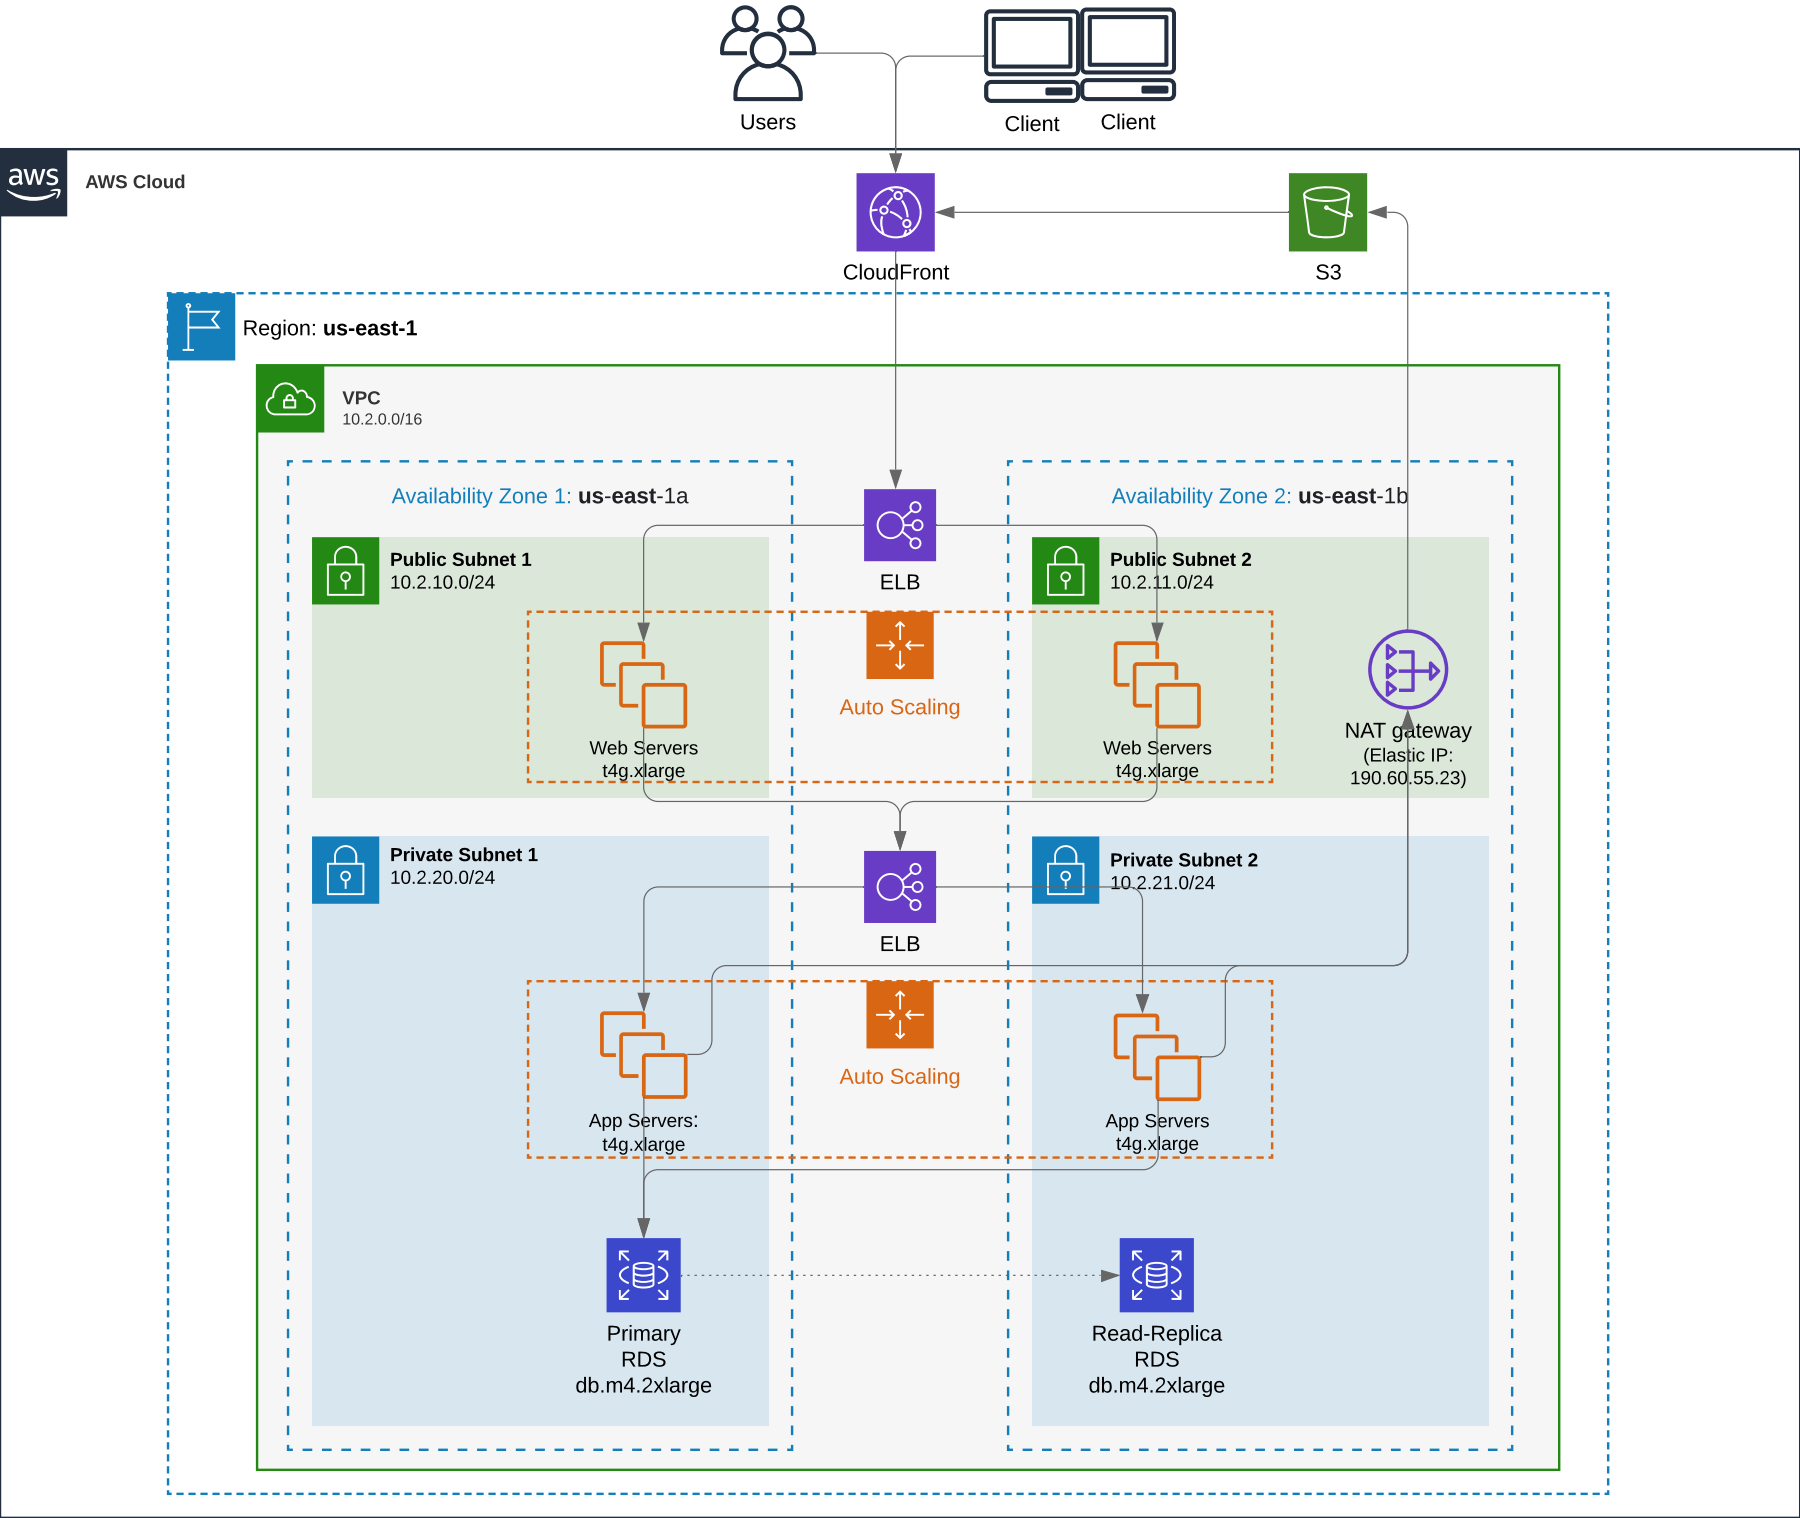 Users
Client
Client
aws
AWS Cloud
CloudFront
S3
Region: us-east-1
VPC
10.2.0.0/16
Availability Zone 1: us-east-1a
Availability Zone 2: us-east-1b
Public Subnet 1
10.2.10.0/24
ELB
Public Subnet 2
10.2.11.0/24
Auto Scaling
Web Servers
t4g.xlarge
Web Servers
t4g.xlarge
NAT gateway
(Elastic IP:
190.60.55.23)
Private Subnet 1
10.2.20.0/24
Private Subnet 2
10.2.21.0/24
ELB
Auto Scaling
App Servers:
t4g.xlarge
App Servers
t4g.xlarge
Primary
RDS
db.m4.2xlarge
Read-Replica
RDS
db.m4.2xlarge